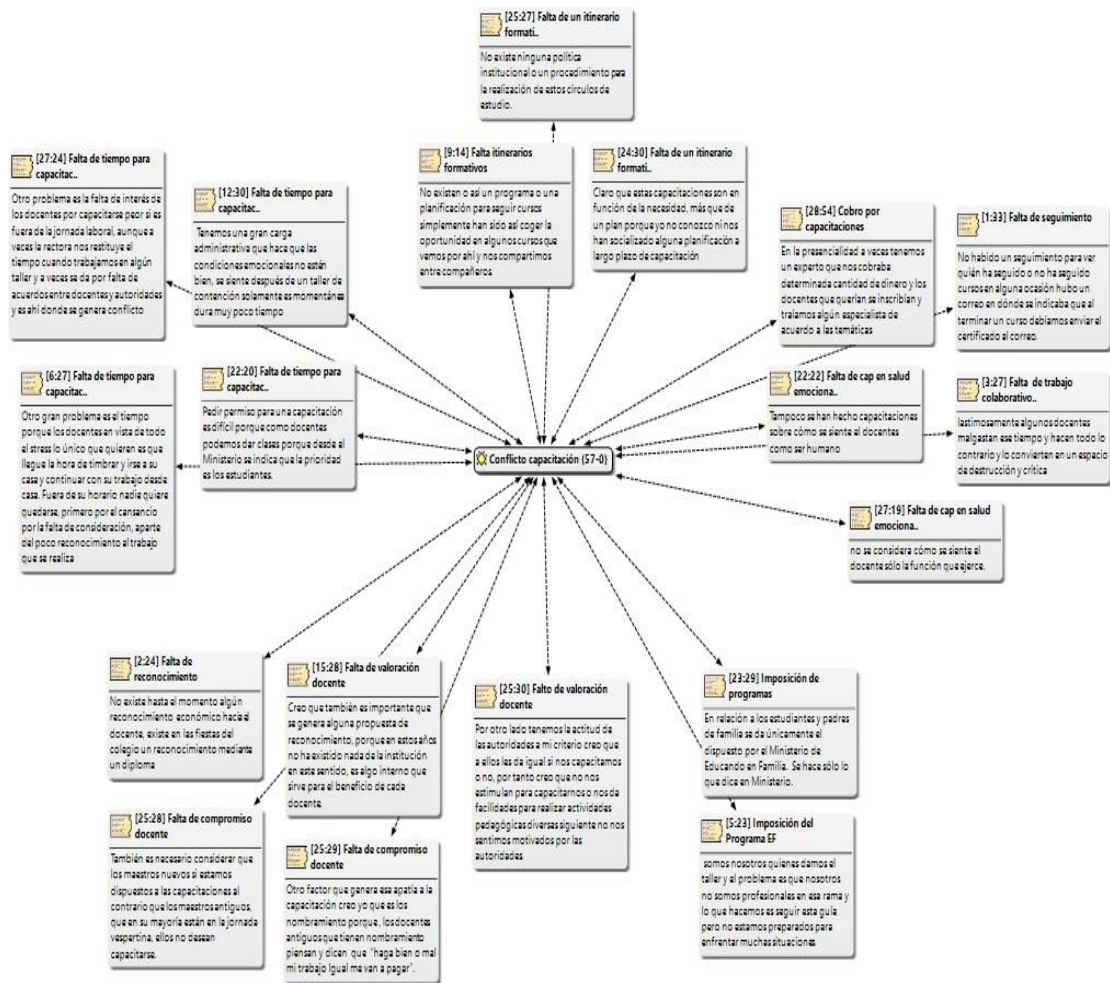 [25:27] Falta de un itinerario
formati..
No existe ninguna política
institucional o un procedimiento para
la realización de estos círculos de
estudio.
[27:24] Falta de tiempo para
capacitac..
Otro problema es la falta de interés de
los docentes por capacitarse peor si es
fuera de la jornada laboral, aunque a
veces la rectora nos restituye el
tiempo cuando trabajamos en algún
taller y a veces se da por falta de
acuerdos entre docentes y autoridades
y es ahí donde se genera conflicto
[12:30] Falta de tiempo para
capacitac..
Tenemos una gran carga
administrativa que hace que las
condiciones emocionales no están
bien, se siente después de un taller de
contención solamente es momentánea
dura muy poco tiempo
[9:14] Falta itinerarios
formativos
No existen o así un programa o una
planificación para seguir cursos
simplemente han sido así coger la
oportunidad en algunos cursos que
vemos por ahí y nos compartimos
entre compañeros.
[24:30] Falta de un itinerario
formati..
Claro que estas capacitaciones son en
función de la necesidad, más que de
un plan porque yo no conozco ni nos
han socializado alguna planificación a
largo plazo de capacitación
[28:54] Cobro por
capacitaciones
En la presencialidad a veces tenemos
un experto que nos cobraba
determinada cantidad de dinero y los
docentes que querían se inscribían y
traíamos algún especialista de
acuerdo a las temáticas
[1:33] Falta de seguimiento
No habido un seguimiento para ver
quién ha seguido o no ha seguido
cursos en alguna ocasión hubo un
correo en dónde se indicaba que al
terminar un curso debíamos enviar el
certificado al correo.
[6:27] Falta de tiempo para
capacitac..
Otro gran problema es el tiempo
porque los docentes en vista de todo
el stress lo único que quieren es que
llegue la hora de timbrar y irse a su
casa y continuar con su trabajo desde
casa. Fuera de su horario nadie quiere
quedarse, primero por el cansancio
por la falta de consideración, aparte
del poco reconocimiento al trabajo
que se realiza
[22:20] Falta de tiempo para
capacitac..
Pedir permiso para una capacitación
es difícil porque como docentes
podemos dar clases porque desde el
Ministerio se indica que la prioridad
es los estudiantes.
[22:22] Falta de cap en salud
emociona..
Tampoco se han hecho capacitaciones
sobre cómo se siente el docentes
como ser humano
[3:27] Falta de trabajo
colaborativo..
lastimosamente algunos docentes
malgastan ese tiempo y hacen todo lo
contrario y lo convierten en un espacio
de destrucción y crítica
Conflicto capacitación (57-0)
[27:19] Falta de cap en salud
emociona..
no se considera cómo se siente el
docente sólo la función que ejerce.
[2:24] Falta de
reconocimiento
No existe hasta el momento algún
reconocimiento económico hacia el
docente, existe en las fiestas del
colegio un reconocimiento mediante
un diploma
[15:28] Falta de valoración
docente
Creo que también es importante que
se genera alguna propuesta de
reconocimiento, porque en estos años
no ha existido nada de la institución
en este sentido, es algo interno que
sirve para el beneficio de cada
docente.
[25:30] Falto de valoración
docente
Por otro lado tenemos la actitud de
las autoridades a mi criterio creo que
a ellos les da igual si nos capacitamos
o no, por tanto creo que no nos
estimulan para capacitarnos o nos da
facilidades para realizar actividades
pedagógicas diversas siguiente no nos
sentimos motivados por las
autoridades.
[23:29] Imposición de
programas
En relación a los estudiantes y padres
de familia se da únicamente el
dispuesto por el Ministerio de
Educando en Familia. Se hace sólo lo
que dice en Ministerio.
[25:28] Falta de compromiso
docente
También es necesario considerar que
los maestros nuevos si estamos
dispuestos a las capacitaciones al
contrario que los maestros antiguos,
que en su mayoría están en la jornada
vespertina, ellos no desean
capacitarse.
[25:29] Falta de compromiso
docente
Otro factor que genera esa apatía a la
capacitación creo yo que es los
nombramiento porque, los docentes
antiguos que tienen nombramiento
piensan y dicen que "haga bien o mal
mi trabajo Igual me van a pagar".
[5:23] Imposición del
Programa EF
somos nosotros quienes damos el
taller y el problema es que nosotros
no somos profesionales en esa rama y
lo que hacemos es seguir esta guía
pero no estamos preparados para
enfrentar muchas situaciones